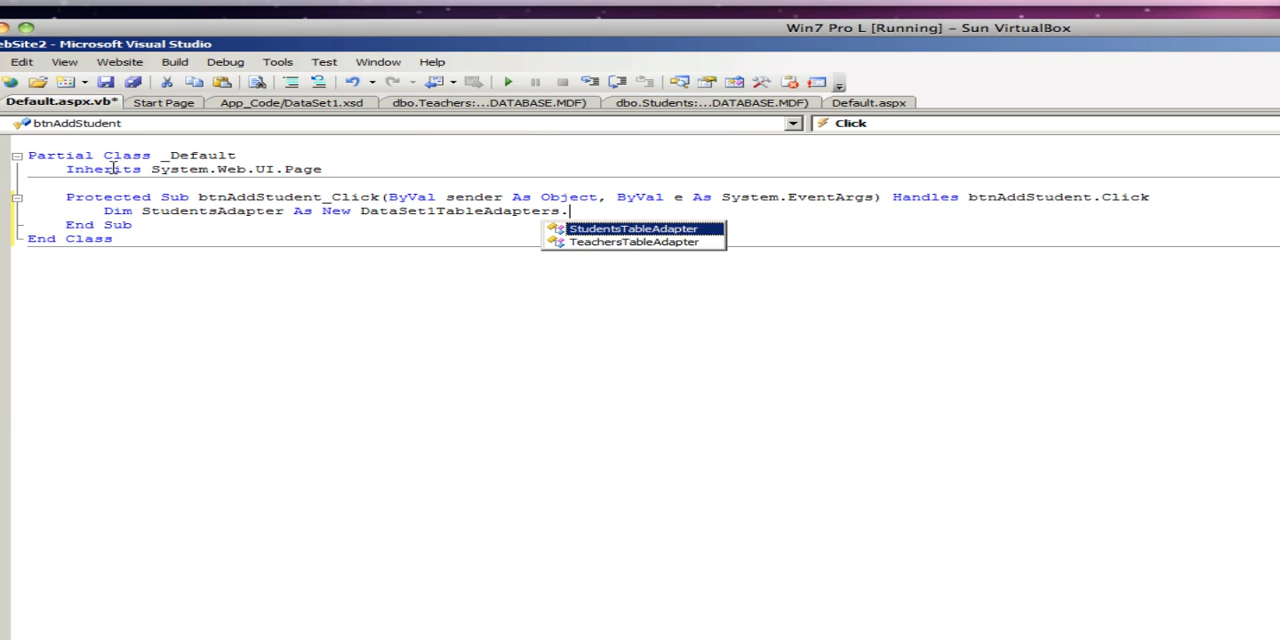 Win7 Pro L [Running] – Sun VirtualBox
ebSite2 - Microsoft Visual Studio
Edit View Website Build Debug Tools Test Window Help
Default.aspx.vb* Start Page App_Code/DataSet1.xsd dbo.Teachers:...DATABASE.MDF) dbo.Students:...DATABASE.MDF) Default.aspx
btnAddStudent Click
Partial Class _Default
Inherits System.Web.UI.Page
Protected Sub btnAddStudent_Click(ByVal sender As Object, ByVal e As System.EventArgs) Handles btnAddStudent.Click
Dim StudentsAdapter As New DataSet1TableAdapters.
StudentsTableAdapter
TeachersTableAdapter
End Sub
End Class